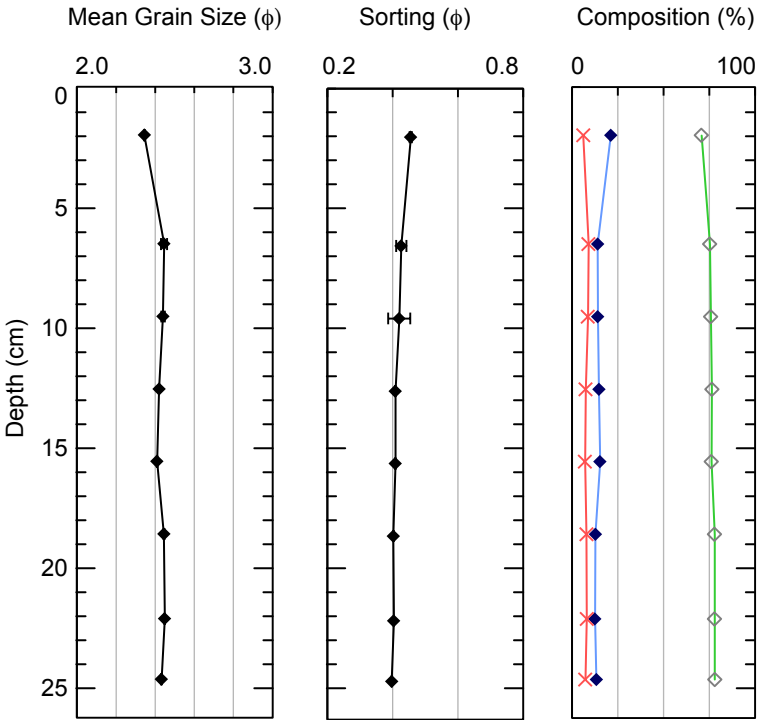 Mean Grain Size (ϕ) Sorting (ϕ) Composition (%)
2.0 3.0 0.2 0.8 0 100
0
5
10
15
20
25
Depth (cm)